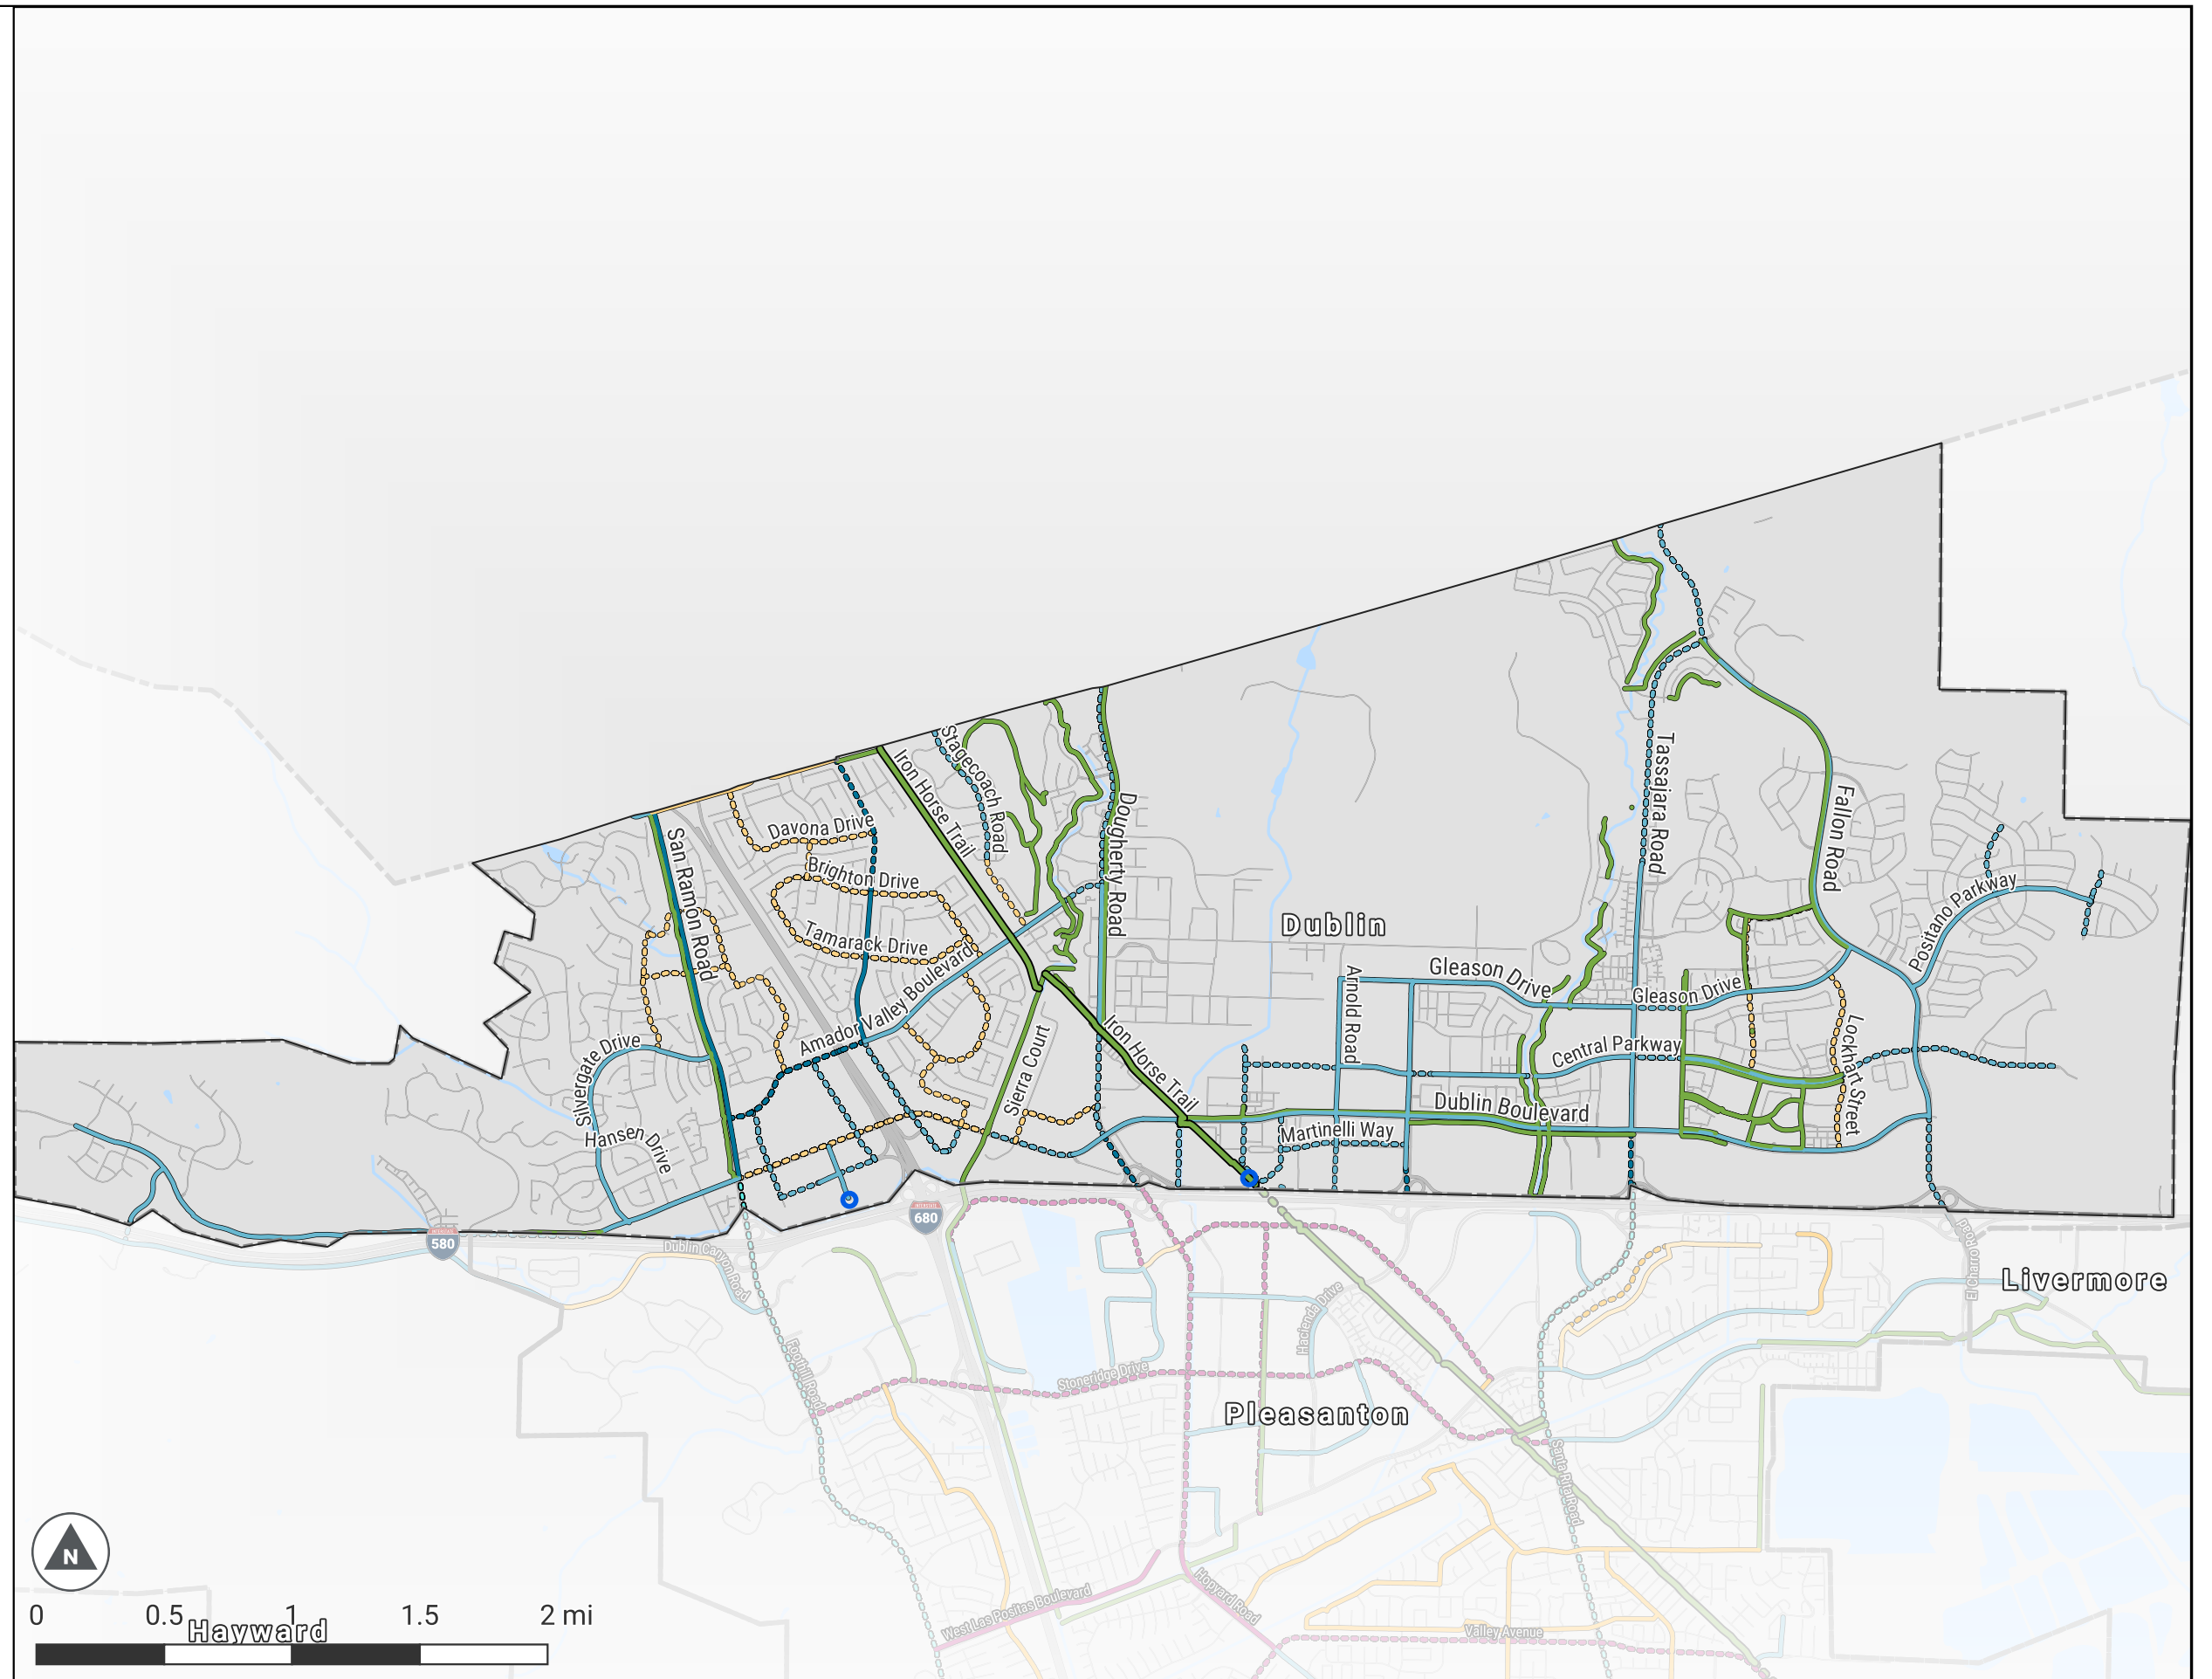 Stagecoach Road
Iron Horse Trail
San Ramon Road
Davona Drive
Brighton Drive
Tamarack Drive
Amador Valley Boulevard
Dougherty Road
Tassajara Road
Fallon Road
Positano Parkway
Dublin
Gleason Drive
Gleason Drive
Arnold Road
Central Parkway
Lockhart Street
Iron Horse Trail
Sierra Court
Dublin Boulevard
Martinelli Way
Silvergate Drive
Hansen Drive
680
580
Dublin Canyon Road
Foothill Road
El Charro Road
Livermore
Hacienda Drive
Stoneridge Drive
Pleasanton
Santa Rita Road
Hopyard Road
West Las Positas Boulevard
Valley Avenue
N
0 0.5 1 1.5 2 mi
Hayward